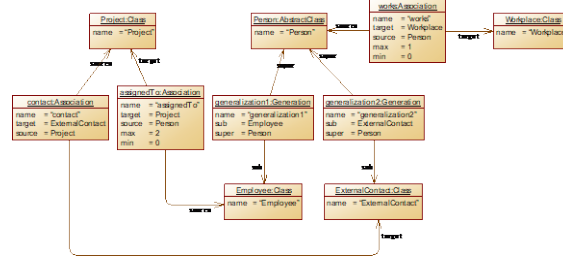 works:Association
name = "works"
target = Workplace
source = Person
max = 1
min = 0
Project:Class
name = "Project"
Person:AbstractClass
name = "Person"
Workplace:Class
name = "Workplace
source
target
source
target
super
super
contact:Association
name = "contact"
target = ExternalContact
source = Project
assignedTo:Association
name = "assignedTo"
target = Project
source = Person
max = 2
min = 0
generalization1:Generation
name = "generalization1"
sub = Employee
super = Person
generalization2:Generation
name = "generalization2"
sub = ExternalContact
super = Person
sub
sub
Employee:Class
name = "Employee"
ExternalContact:Class
name = "ExternalContact"
source
target